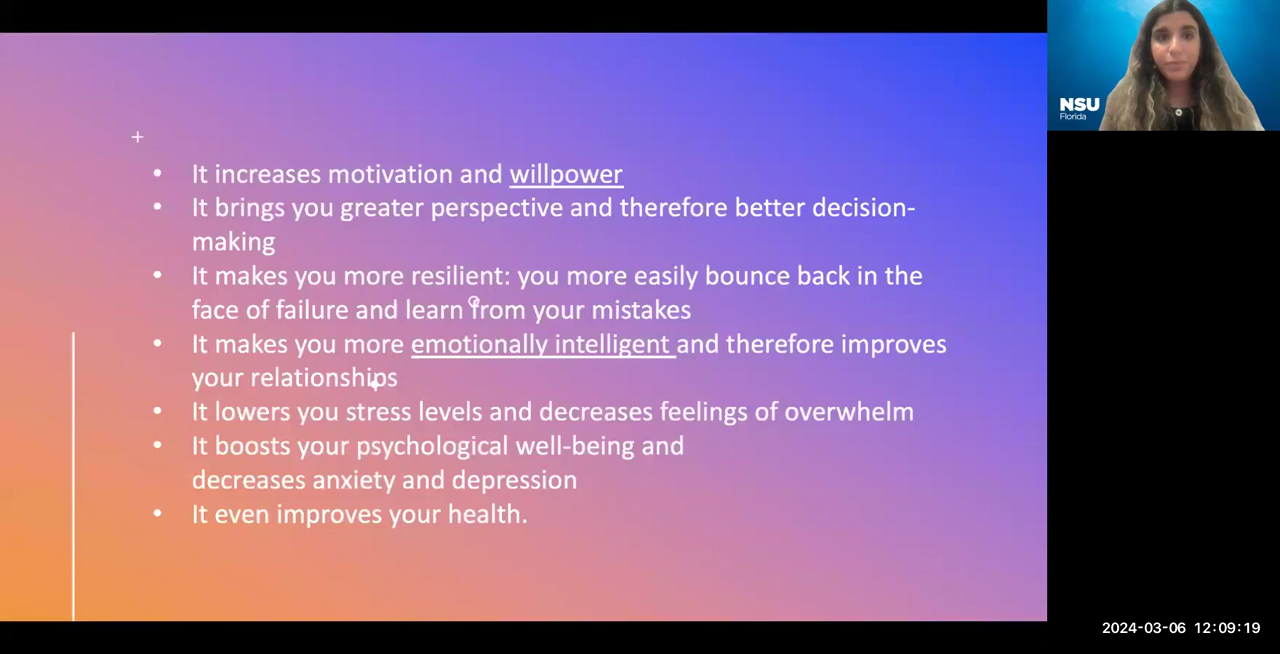 It increases motivation and willpower
It brings you greater perspective and therefore better decision-
making
It makes you more resilient: you more easily bounce back in the
face of failure and learn from your mistakes
It makes you more emotionally intelligent and therefore improves
your relationships
It lowers you stress levels and decreases feelings of overwhelm
It boosts your psychological well-being and
decreases anxiety and depression
It even improves your health.
NSU
Florida
2024-03-06 12:09:19